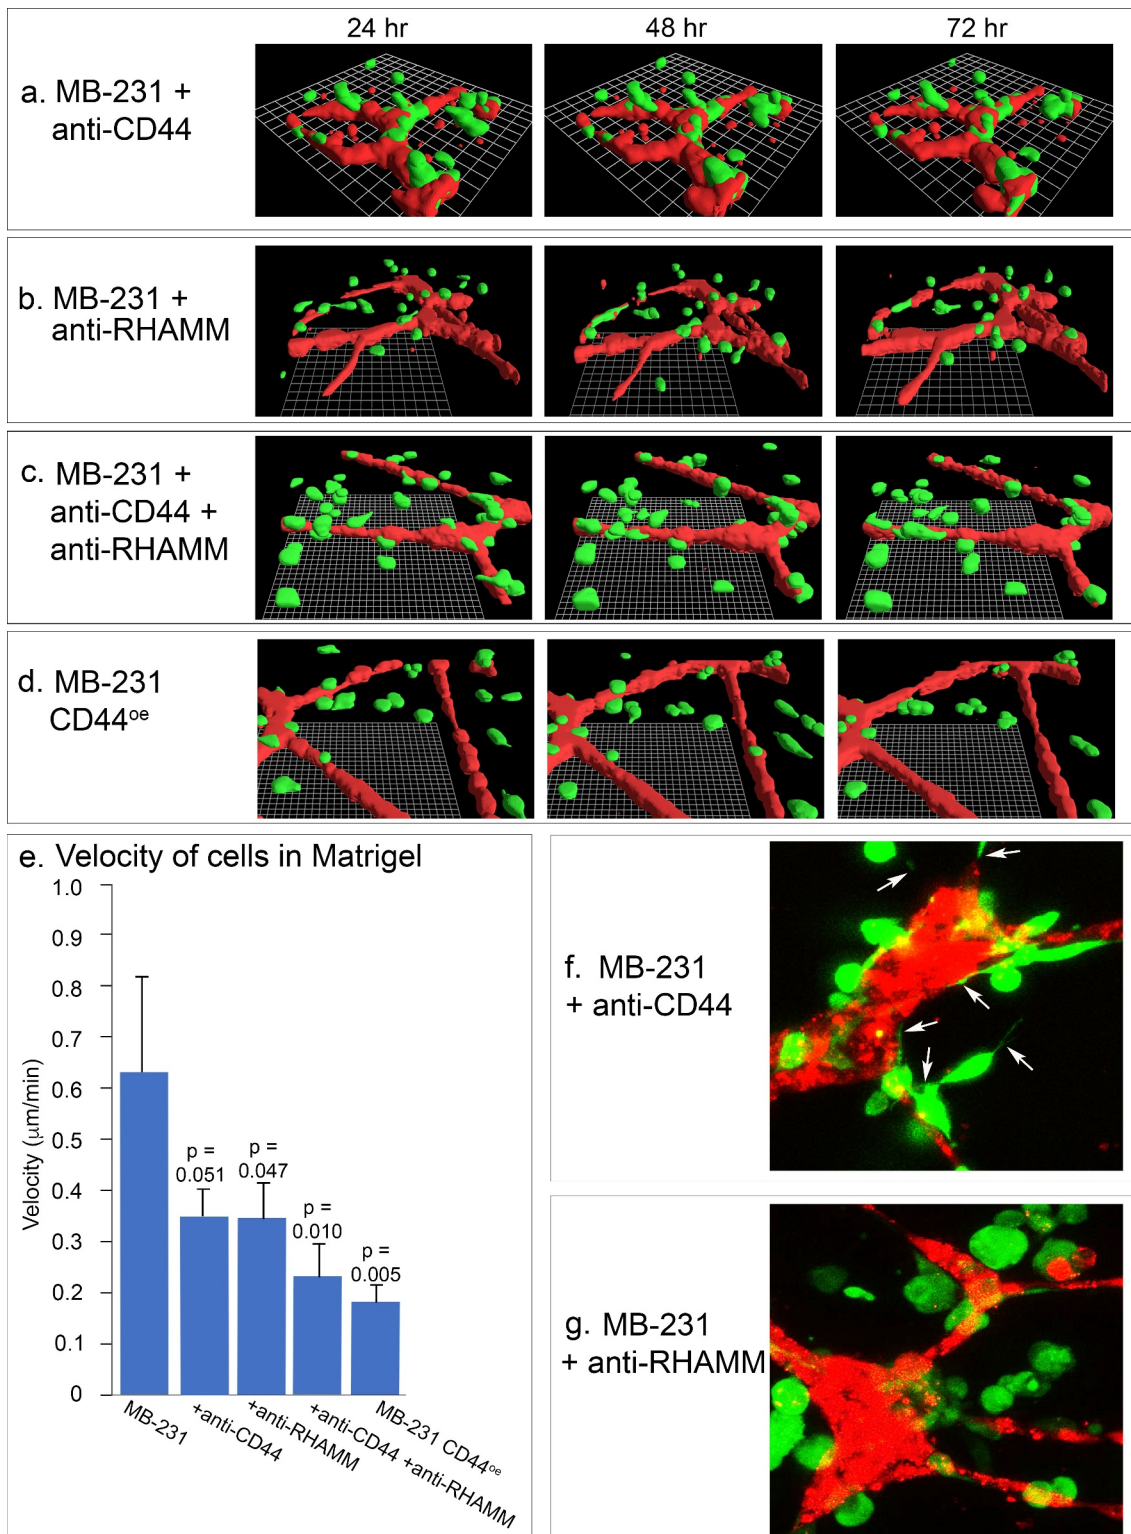 24 hr
48 hr
72 hr
a. MB-231 +
anti-CD44
b. MB-231 +
anti-RHAMM
c. MB-231 +
anti-CD44 +
anti-RHAMM
d. MB-231
CD44ᵒᵉ
e. Velocity of cells in Matrigel
Velocity (μm/min)
1.0
0.9
0.8
0.7
0.6
0.5
0.4
0.3
0.2
0.1
0
p =
0.051
p =
0.047
p =
0.010
p =
0.005
MB-231
+anti-CD44
+anti-RHAMM
+anti-CD44 +anti-RHAMM
MB-231 CD44ᵒᵉ
f. MB-231
+ anti-CD44
g. MB-231
+ anti-RHAMM